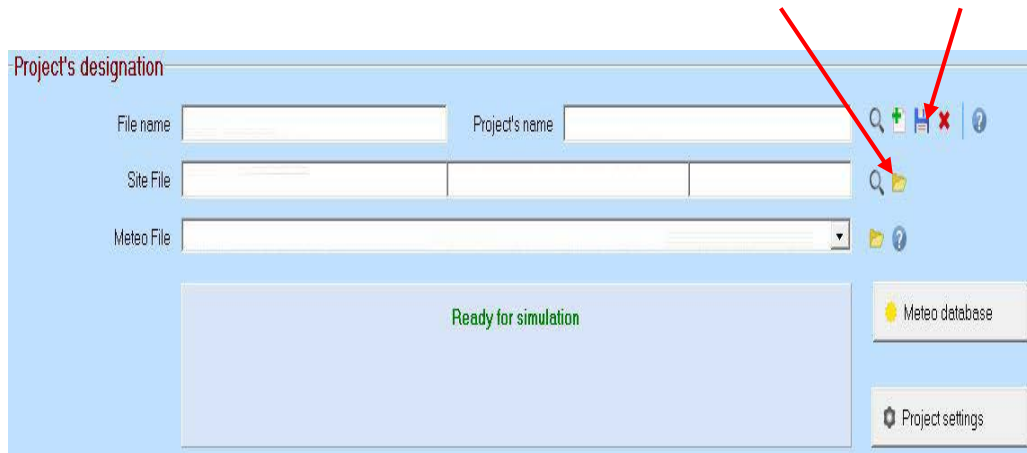 Project's designation
File name
Project's name
Site File
Meteo File
Ready for simulation
Meteo database
Project settings